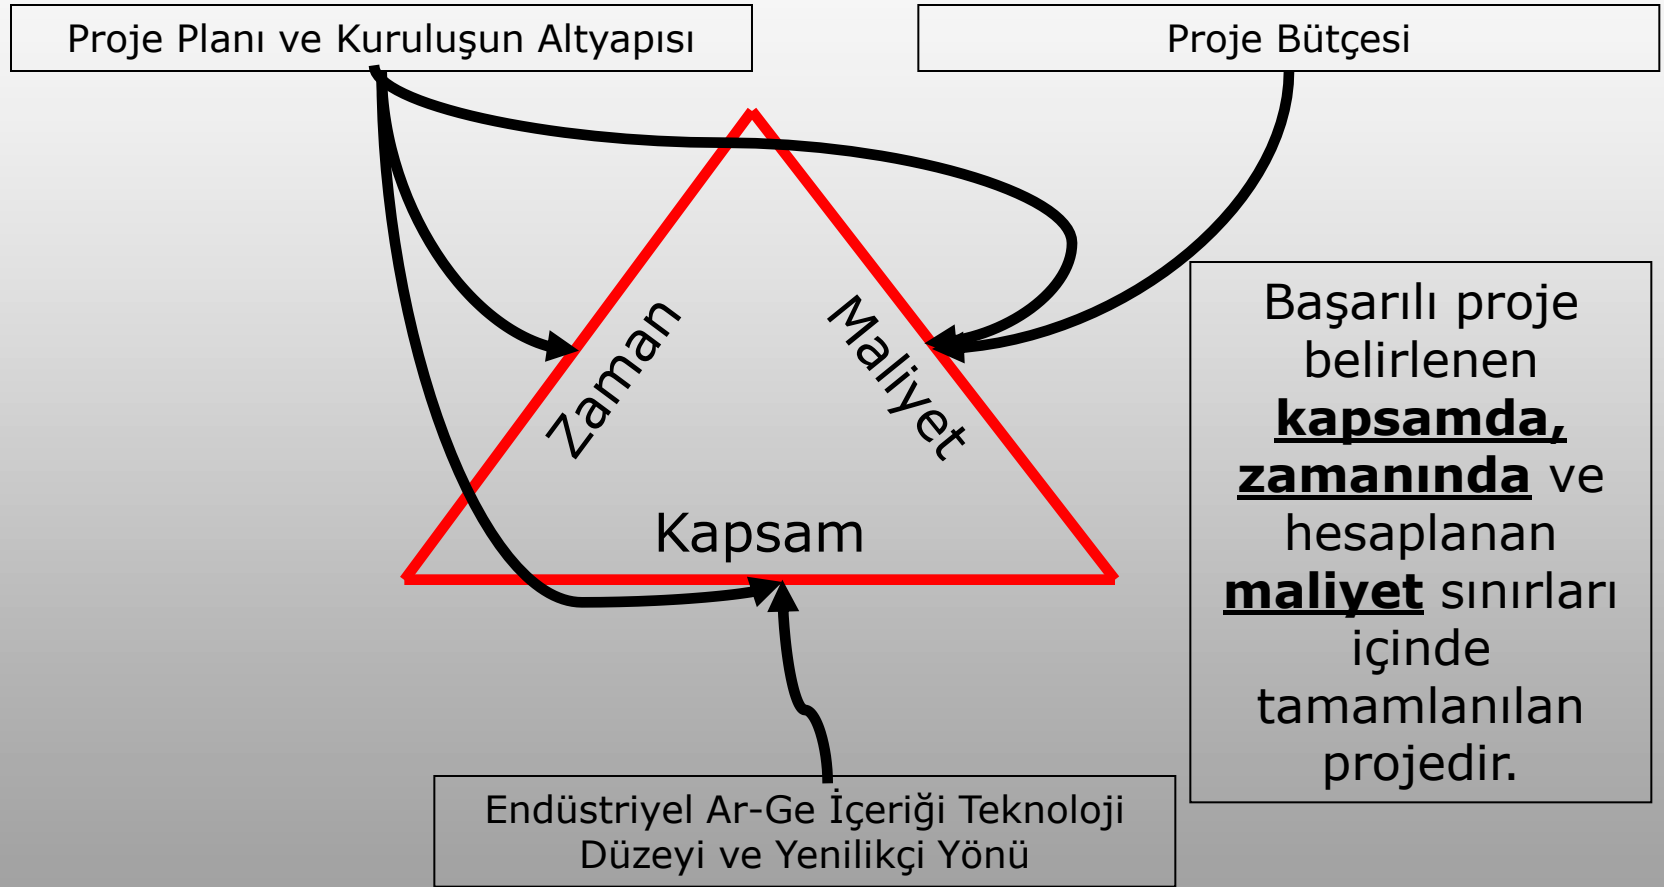 Proje Planı ve Kuruluşun Altyapısı
Proje Bütçesi
Zaman
Maliyet
Kapsam
Başarılı proje
belirlenen
kapsamda,
zamanında ve
hesaplanan
maliyet sınırları
içinde
tamamlanılan
projedir.
Endüstriyel Ar-Ge İçeriği Teknoloji
Düzeyi ve Yenilikçi Yönü